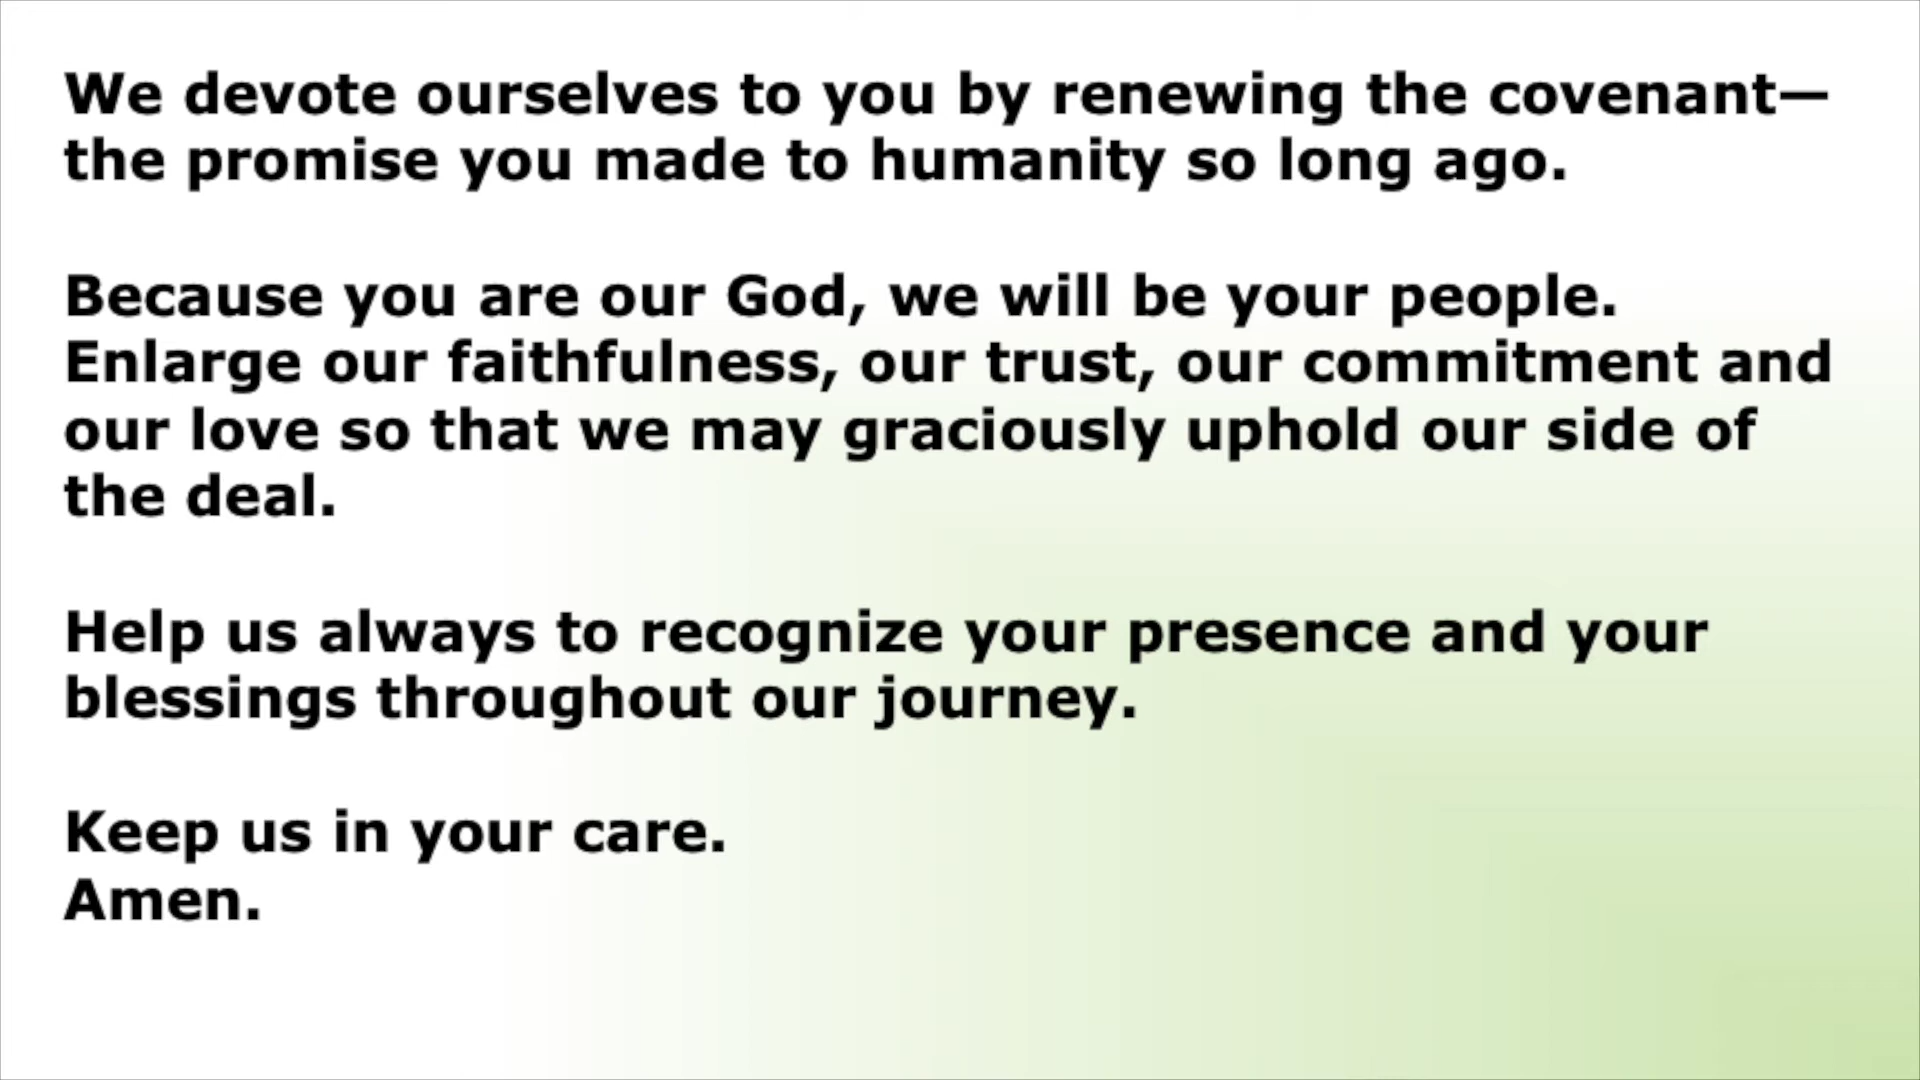 We devote ourselves to you by renewing the covenant—
the promise you made to humanity so long ago.
Because you are our God, we will be your people.
Enlarge our faithfulness, our trust, our commitment and
our love so that we may graciously uphold our side of
the deal.
Help us always to recognize your presence and your
blessings throughout our journey.
Keep us in your care.
Amen.